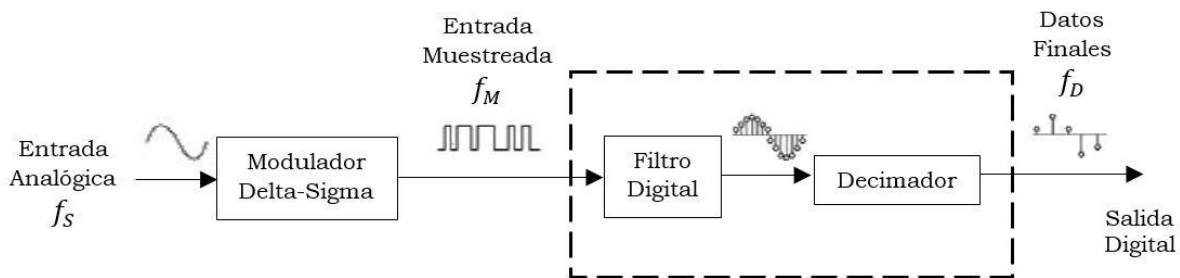 Entrada
Analógica
f_S
Modulador
Delta-Sigma
Entrada
Muestreada
f_M
Filtro
Digital
Decimador
Datos
Finales
f_D
Salida
Digital